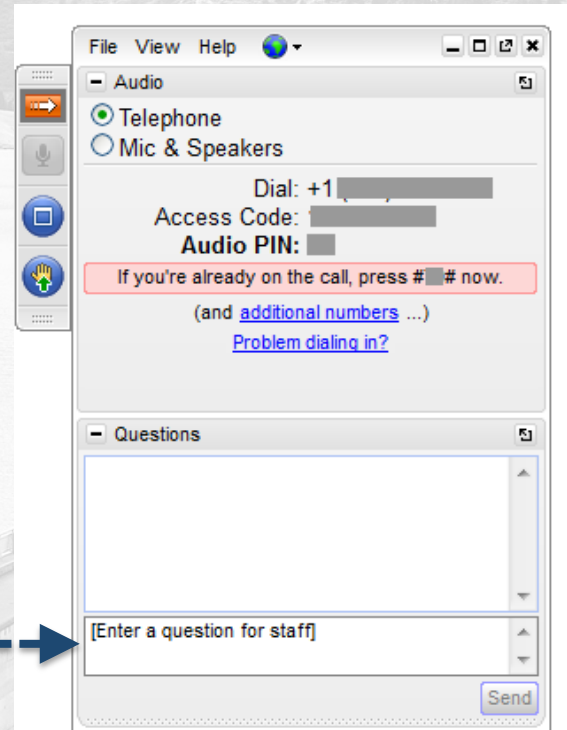 File View Help
Audio
Telephone
Mic & Speakers
Dial: +1
Access Code:
Audio PIN:
If you're already on the call, press # # now.
(and additional numbers ...)
Problem dialing in?
Questions
[Enter a question for staff]
Send